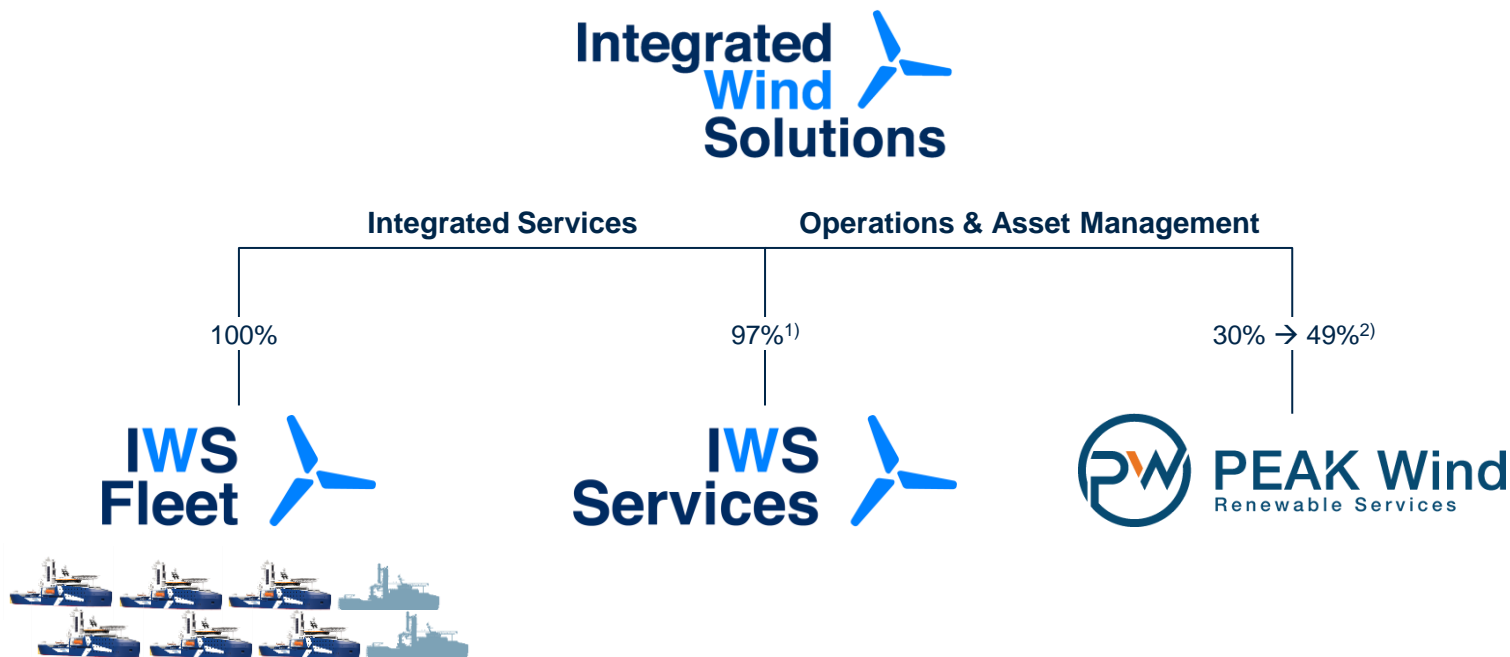 Integrated
Wind
Solutions
Integrated Services
Operations & Asset Management
100%
97%1)
30% → 49%2)
IWS
Fleet
IWS
Services
PW
PEAK Wind
Renewable Services